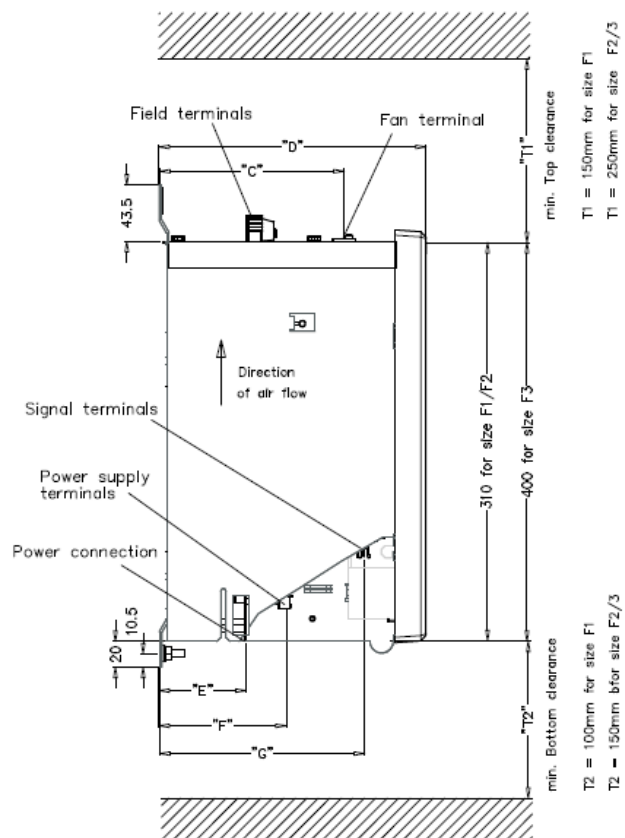 Field terminals
Fan terminal
"D"
"C"
43.5
"T1"
min. Top clearance
T1 = 150mm for size F1
T1 = 250mm for size F2/3
Direction
of air flow
Signal terminals
Power supply
terminals
Power connection
310 for size F1/F2
400 for size F3
10.5
20
"E"
"F"
"G"
"T2"
min. Bottom clearance
T2 = 100mm for size F1
T2 = 150mm bfor size F2/3